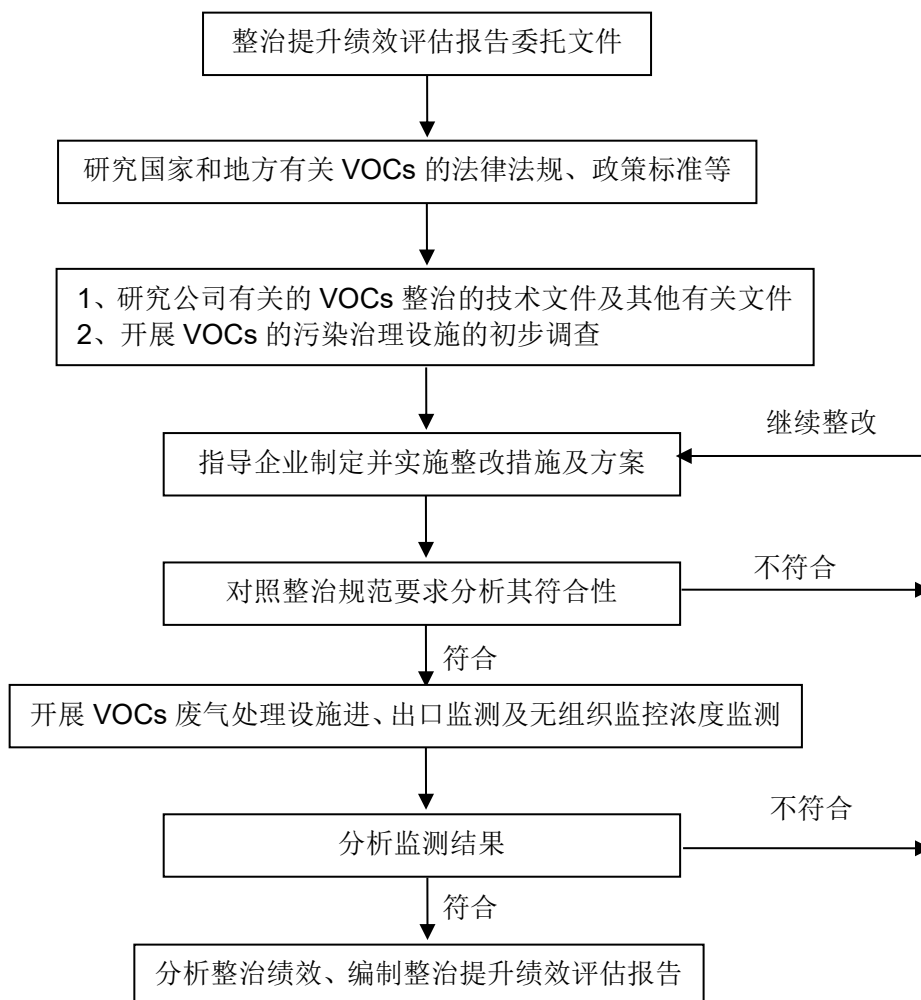 整治提升绩效评估报告委托文件
研究国家和地方有关 VOCs 的法律法规、政策标准等
1、研究公司有关的 VOCs 整治的技术文件及其他有关文件
2、开展 VOCs 的污染治理设施的初步调查
继续整改
指导企业制定并实施整改措施及方案
不符合
对照整治规范要求分析其符合性
符合
开展 VOCs 废气处理设施进、出口监测及无组织监控浓度监测
不符合
分析监测结果
符合
分析整治绩效、编制整治提升绩效评估报告